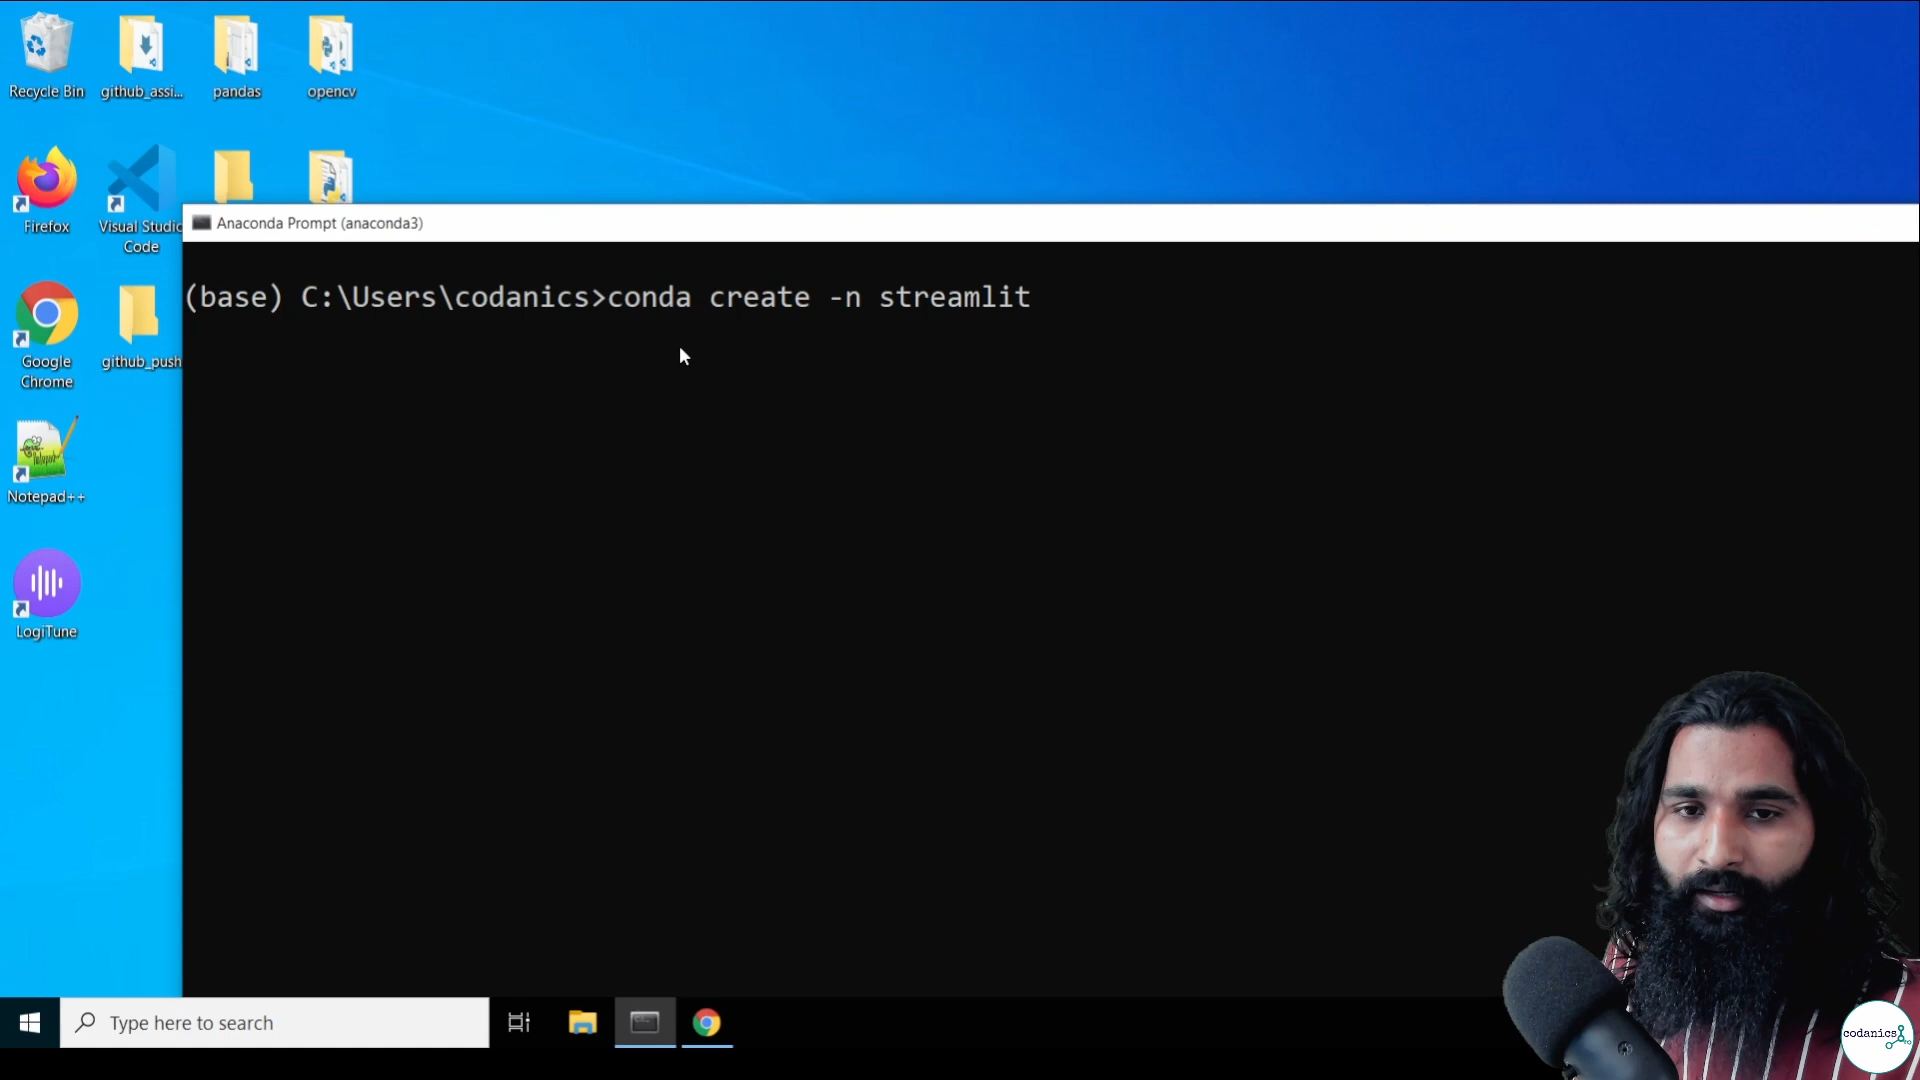 Recycle Bin
github_assi...
pandas
opencv
Firefox
Visual Studio
Code
Anaconda Prompt (anaconda3)
(base) C:\Users\codanics>conda create -n streamlit
Google
Chrome
github_push
Notepad++
LogiTune
Type here to search
codanics